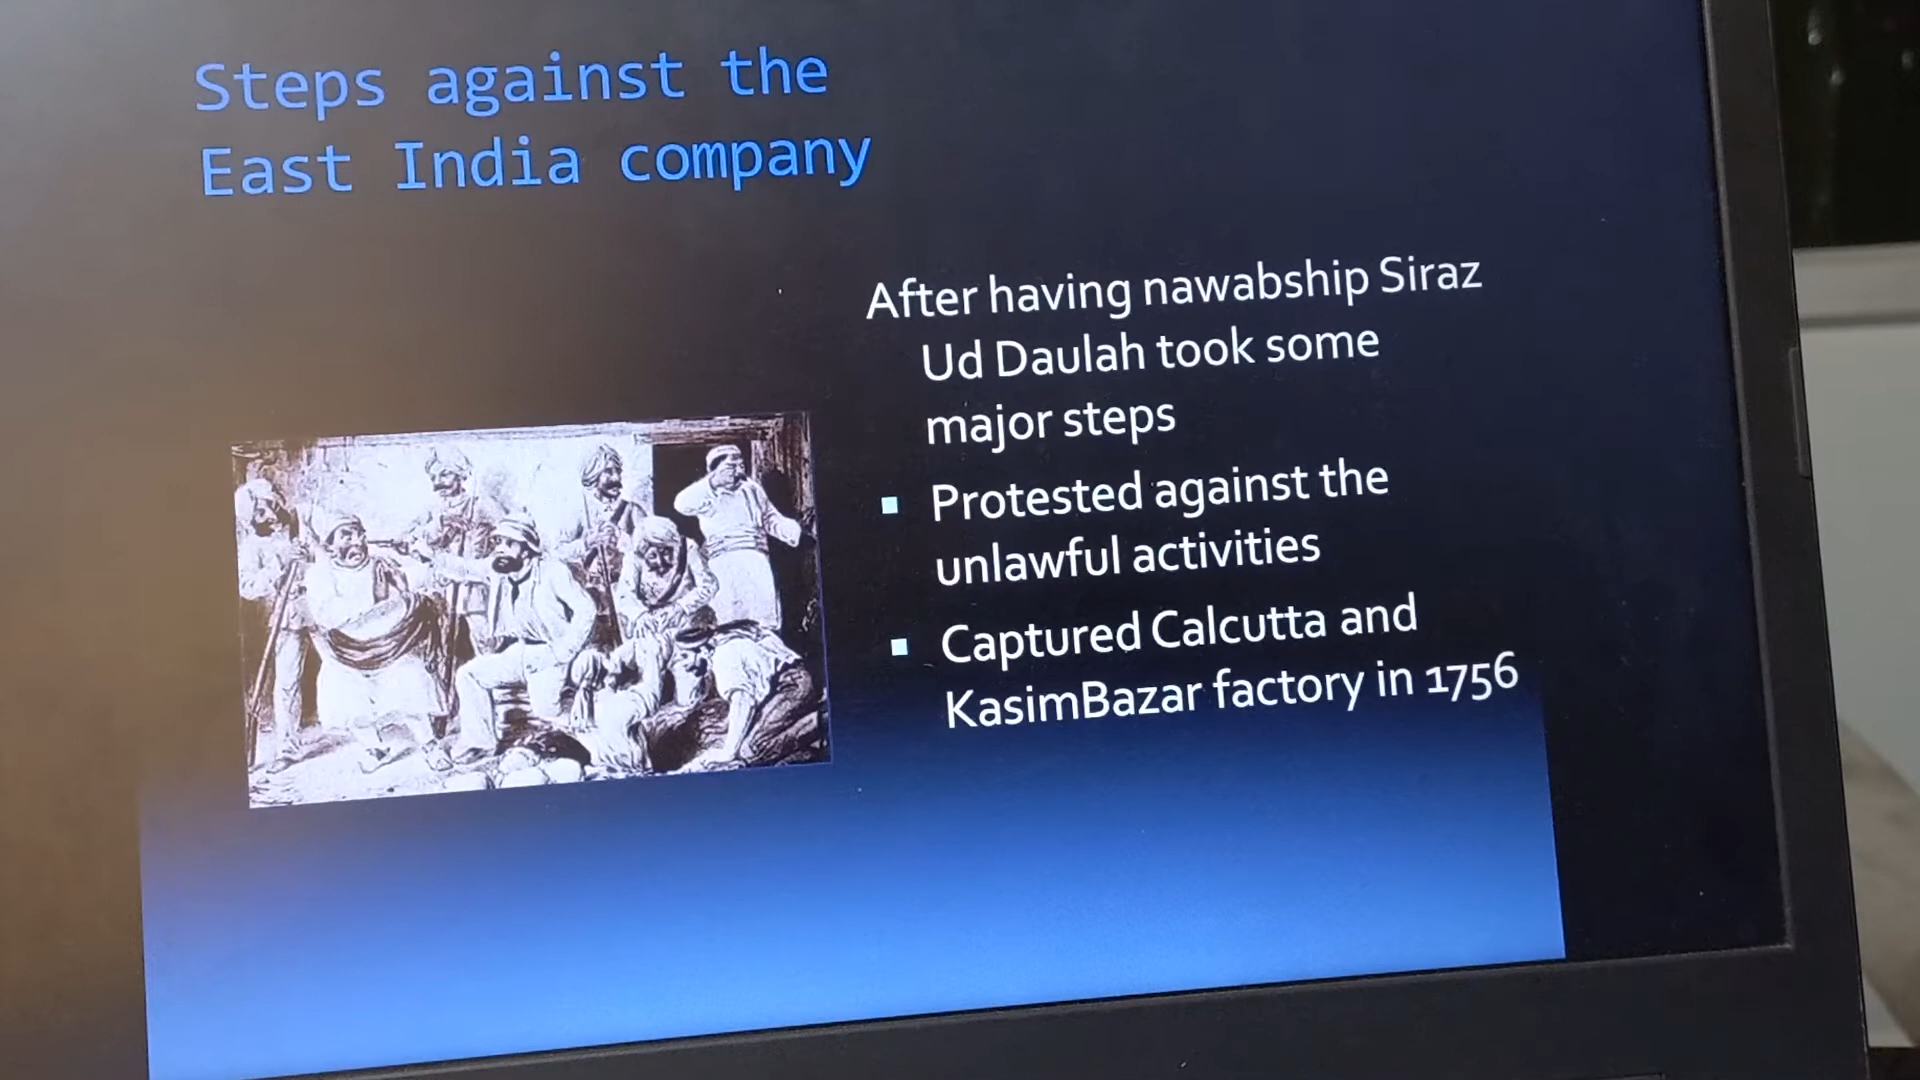 Steps against the
East India company
After having nawabship Siraz
Ud Daulah took some
major steps
Protested against the
unlawful activities
Captured Calcutta and
KasimBazar factory in 1756